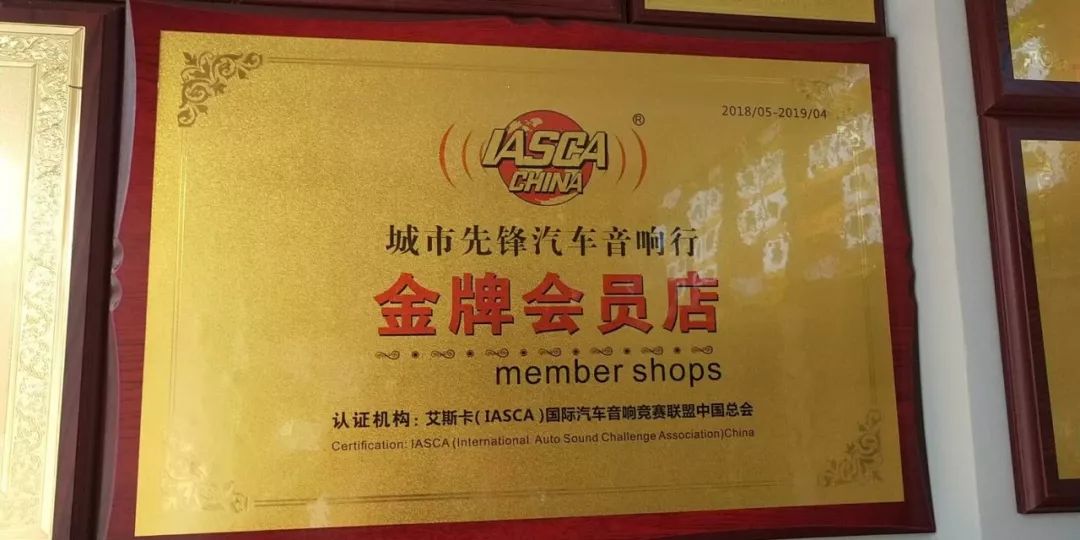 2018/05-2019/04
IASCA ®
CHINA
城市先锋汽车音响行
金牌会员店
member shops
认证机构：艾斯卡（IASCA）国际汽车音响竞赛联盟中国总会
Certification: IASCA (International Auto Sound Challenge Association)China